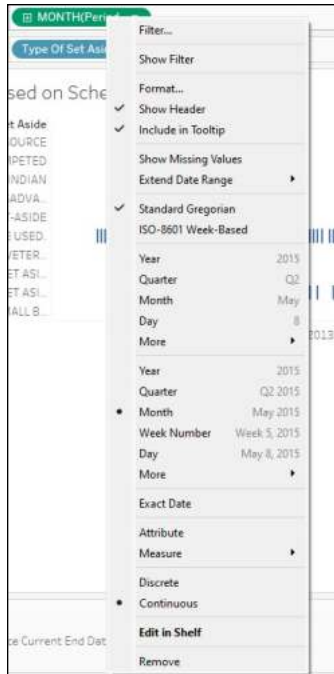 MONTH(Period
Type Of Set Aside
sed on Sche
et Aside
OURCE
PETED
INDIAN
ADVA..
T-ASIDE
E USED.
VETER..
ET ASI..
ET ASI..
ALL B..
2013
ce Current End Dat
Filter...
Show Filter
Format...
Show Header
Include in Tooltip
Show Missing Values
Extend Date Range
Standard Gregorian
ISO-8601 Week-Based
Year 2015
Quarter Q2
Month May
Day 8
More
Year 2015
Quarter Q2 2015
Month May 2015
Week Number Week 5, 2015
Day May 8, 2015
More
Exact Date
Attribute
Measure
Discrete
Continuous
Edit in Shelf
Remove